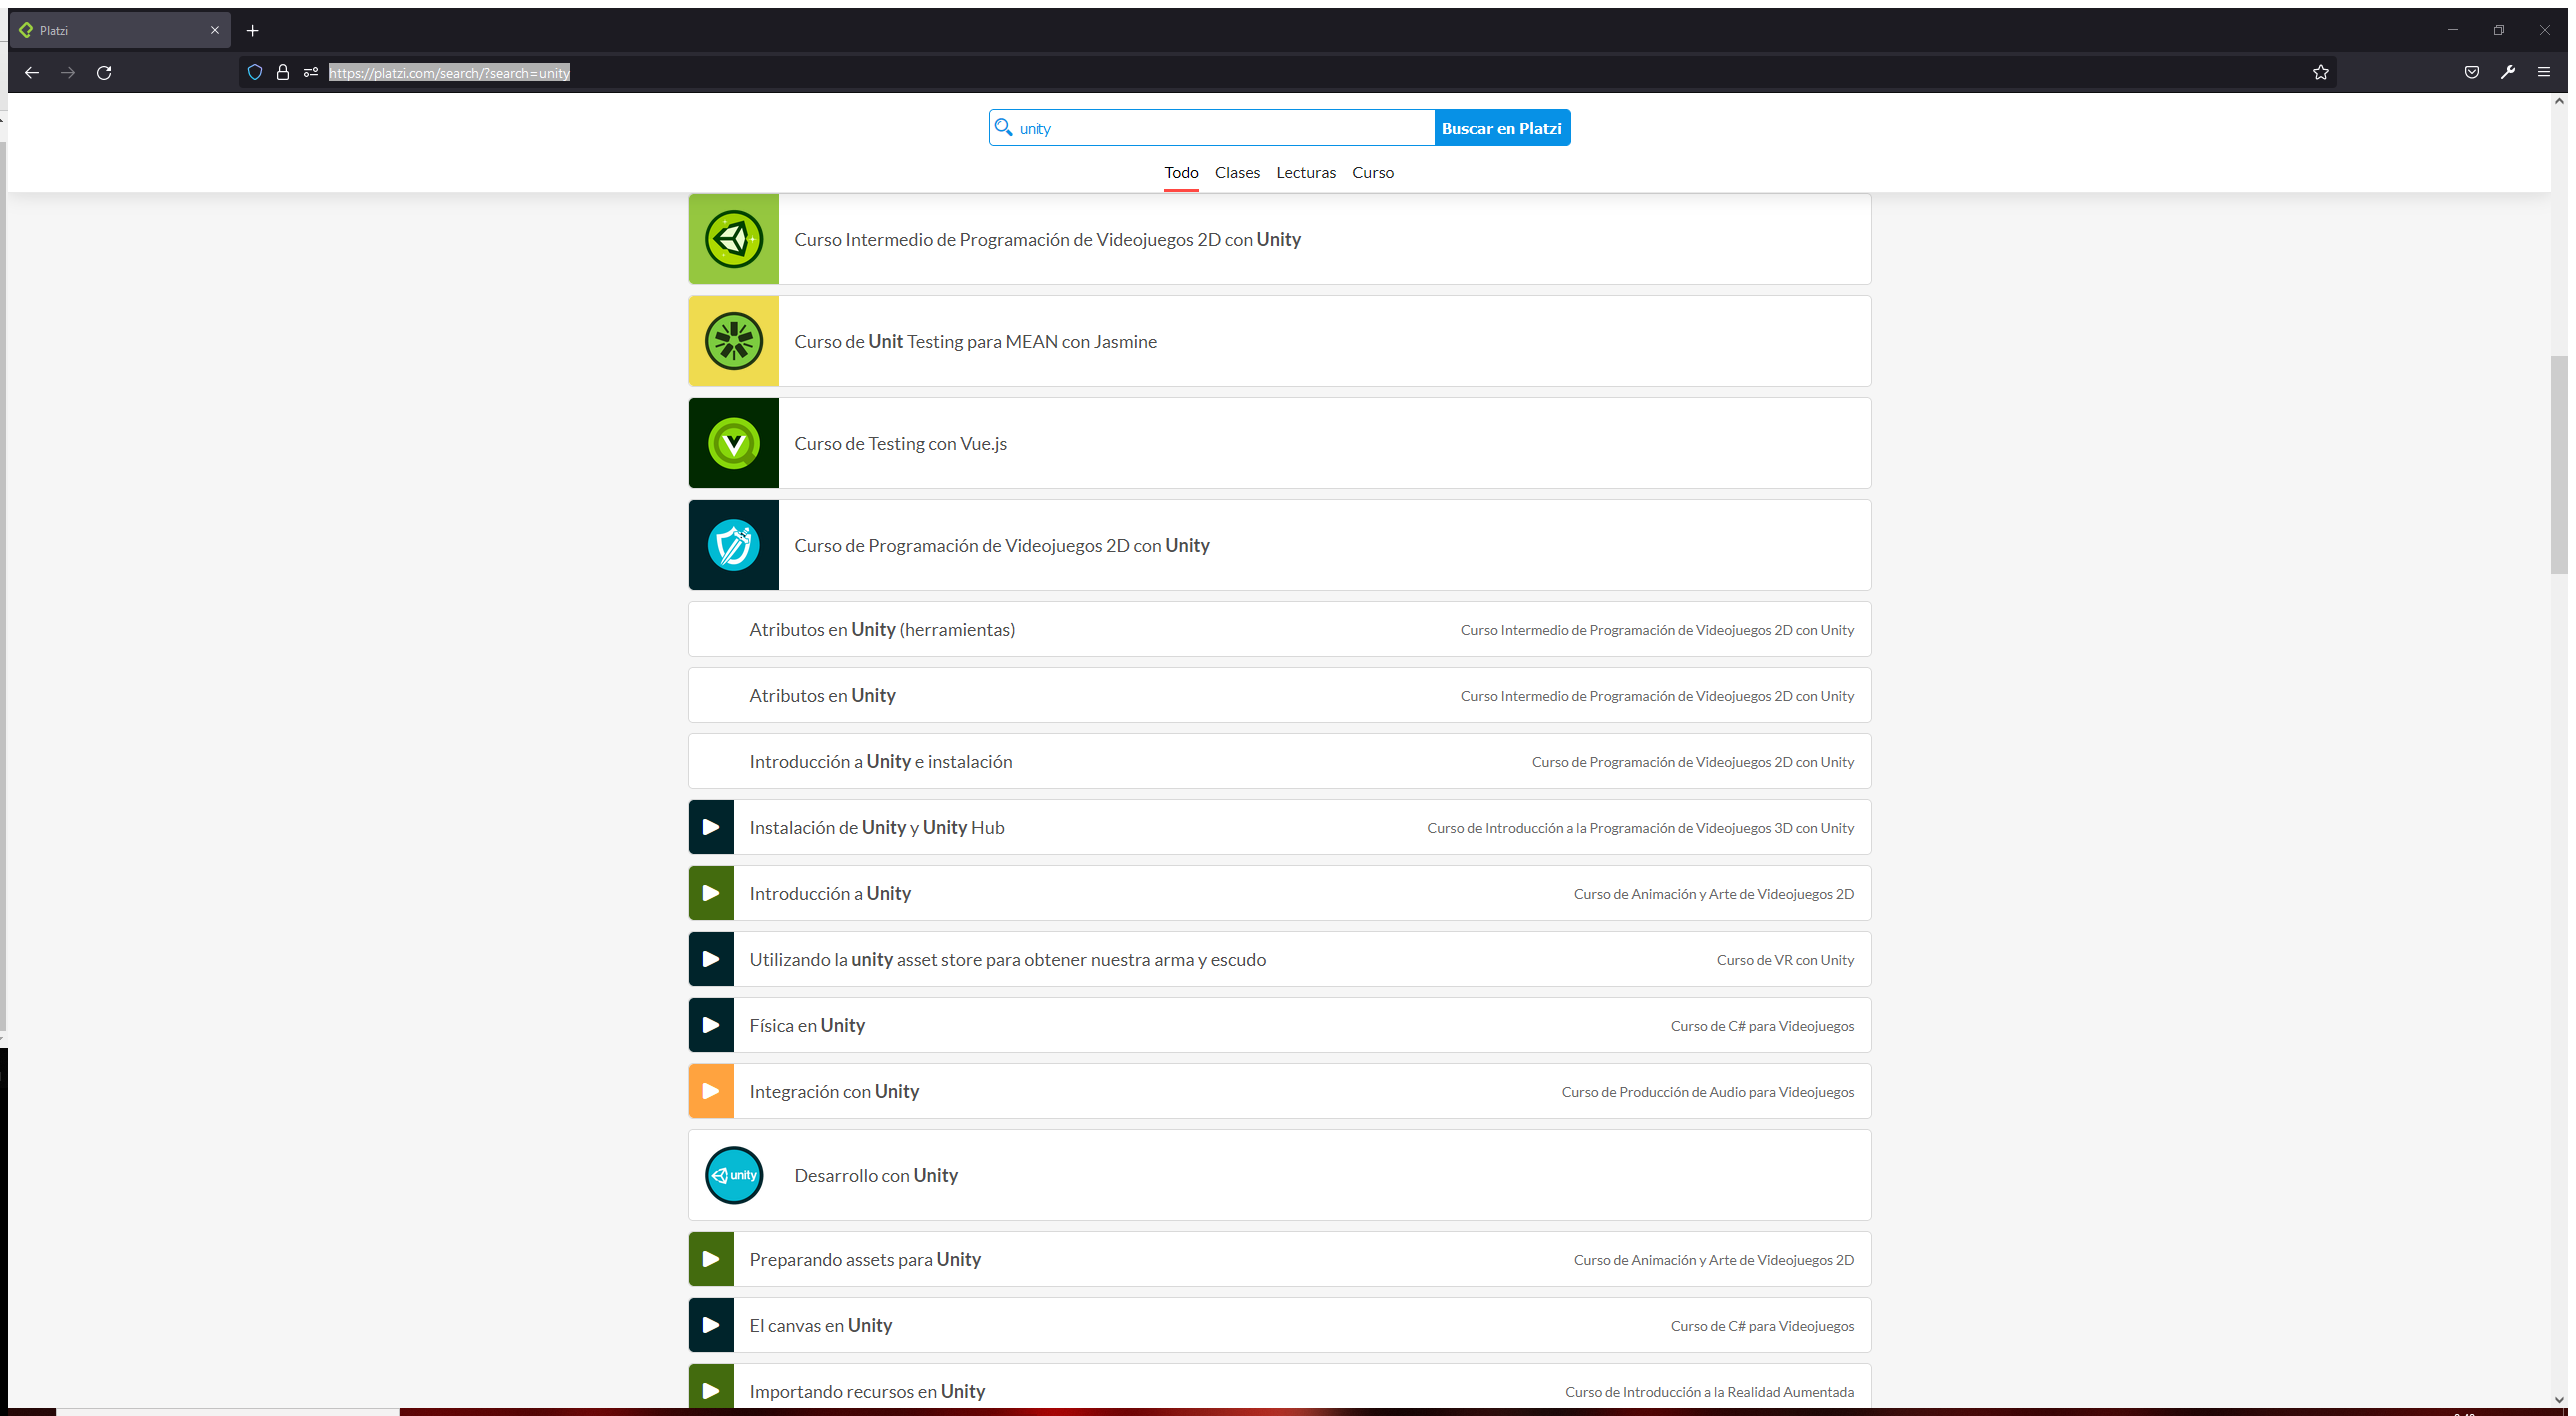 Platzi
https://platzi.com/search/?search=unity
unity
Buscar en Platzi
Todo Clases Lecturas Curso
Curso Intermedio de Programación de Videojuegos 2D con Unity
Curso de Unit Testing para MEAN con Jasmine
Curso de Testing con Vue.js
Curso de Programación de Videojuegos 2D con Unity
Atributos en Unity (herramientas) Curso Intermedio de Programación de Videojuegos 2D con Unity
Atributos en Unity Curso Intermedio de Programación de Videojuegos 2D con Unity
Introducción a Unity e instalación Curso de Programación de Videojuegos 2D con Unity
Instalación de Unity y Unity Hub Curso de Introducción a la Programación de Videojuegos 3D con Unity
Introducción a Unity Curso de Animación y Arte de Videojuegos 2D
Utilizando la unity asset store para obtener nuestra arma y escudo Curso de VR con Unity
Física en Unity Curso de C# para Videojuegos
Integración con Unity Curso de Producción de Audio para Videojuegos
unity Desarrollo con Unity
Preparando assets para Unity Curso de Animación y Arte de Videojuegos 2D
El canvas en Unity Curso de C# para Videojuegos
Importando recursos en Unity Curso de Introducción a la Realidad Aumentada